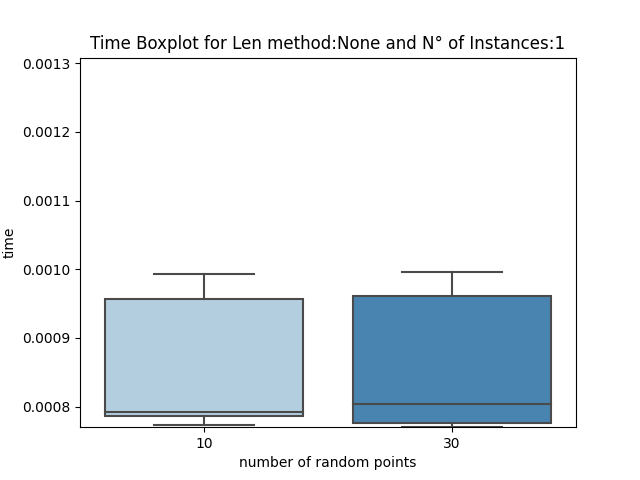 Time Boxplot for Len method:None and N° of Instances:1
0.0013
0.0012
0.0011
0.0010
0.0009
0.0008
time
10 30
number of random points